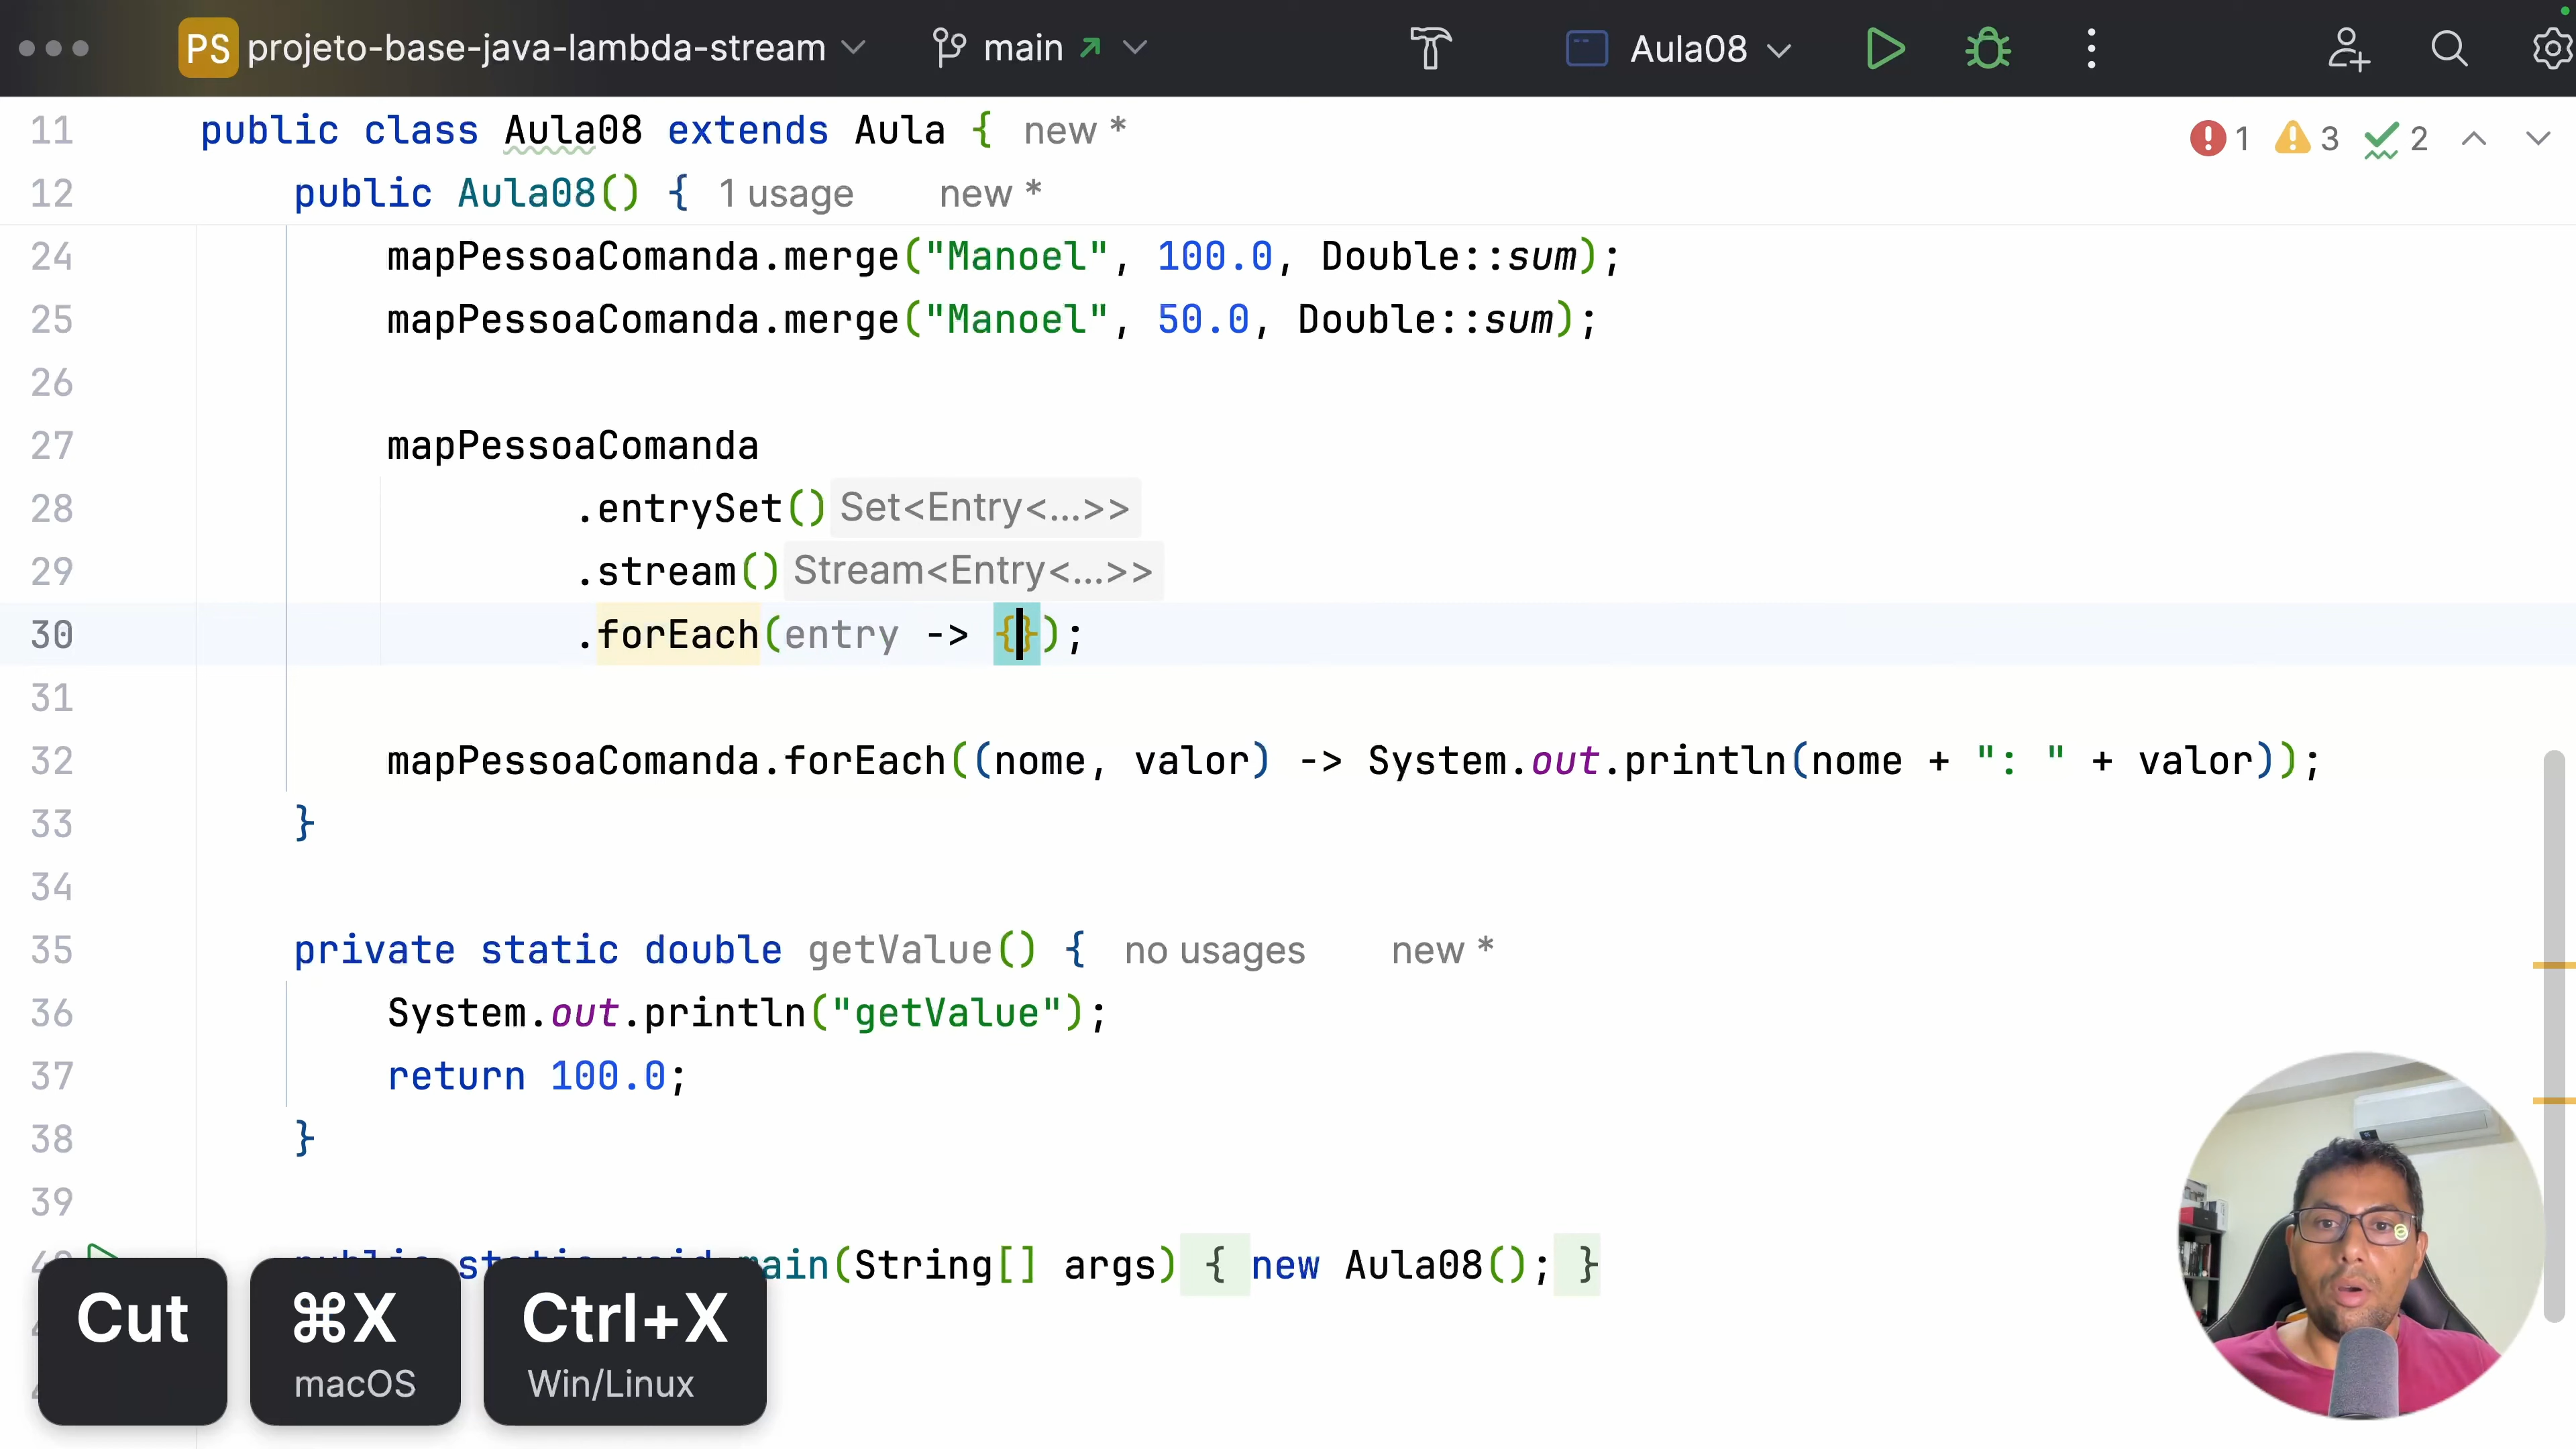 PS projeto-base-java-lambda-stream main Aula08
11 public class Aula08 extends Aula { new * 1 3 2
12 public Aula08() { 1 usage new *
24 mapPessoaComanda.merge("Manoel", 100.0, Double::sum);
25 mapPessoaComanda.merge("Manoel", 50.0, Double::sum);
26
27 mapPessoaComanda
28 .entrySet() Set<Entry<...>>
29 .stream() Stream<Entry<...>>
30 .forEach(entry -> {});
31
32 mapPessoaComanda.forEach((nome, valor) -> System.out.println(nome + ": " + valor));
33 }
34
35 private static double getValue() { no usages new *
36 System.out.println("getValue");
37 return 100.0;
38 }
39
public static void main(String[] args) { new Aula08(); }
Cut ⌘X Ctrl+X
macOS Win/Linux